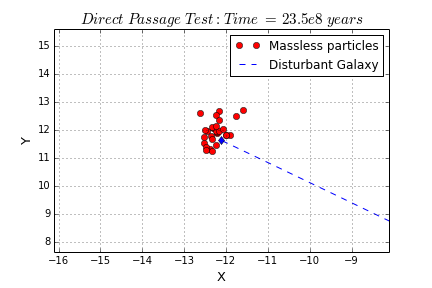 Direct Passage Test: Time = 23.5e8 years
Massless particles
Disturbant Galaxy
Y
15
14
13
12
11
10
9
8
−16 −15 −14 −13 −12 −11 −10 −9
X